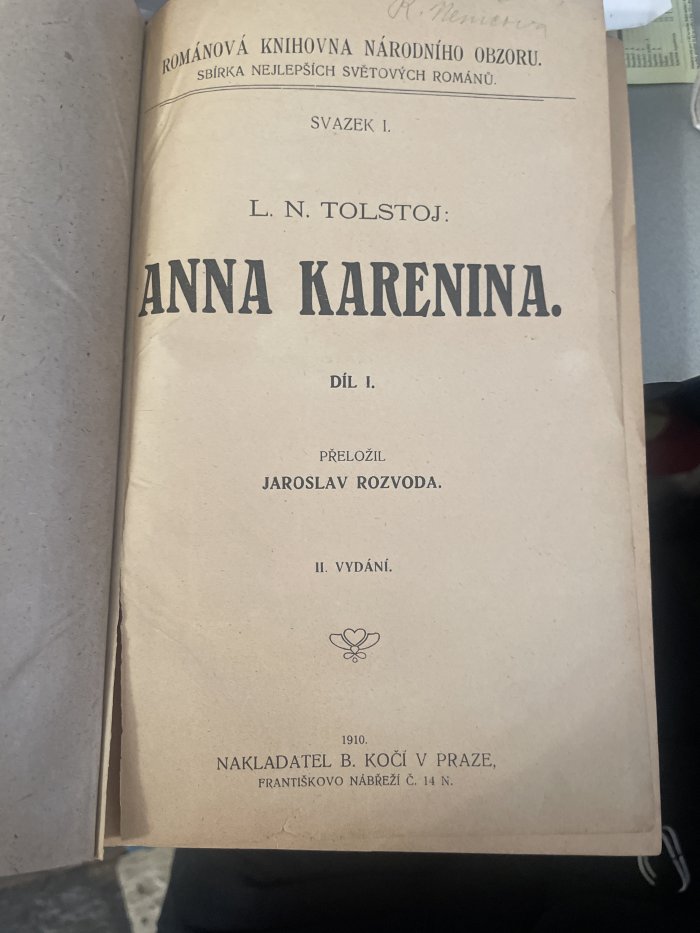 R. Nemcova
ROMÁNOVÁ KNIHOVNA NÁRODNÍHO OBZORU.
SBÍRKA NEJLEPŠÍCH SVĚTOVÝCH ROMÁNŮ.
SVAZEK I.
L. N. TOLSTOJ:
ANNA KARENINA.
DÍL I.
PŘELOŽIL
JAROSLAV ROZVODA.
II. VYDÁNÍ.
1910.
NAKLADATEL B. KOČÍ V PRAZE,
FRANTIŠKOVO NÁBŘEŽÍ Č. 14 N.